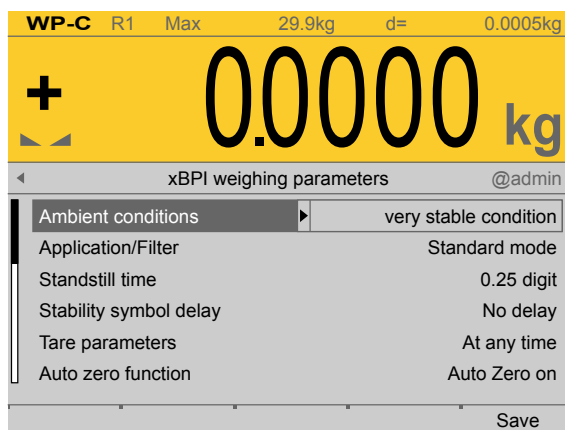 WP-C R1 Max 29.9kg d= 0.0005kg
+ 0.0000 kg
xBPI weighing parameters @admin
Ambient conditions very stable condition
Application/Filter Standard mode
Standstill time 0.25 digit
Stability symbol delay No delay
Tare parameters At any time
Auto zero function Auto Zero on
Save